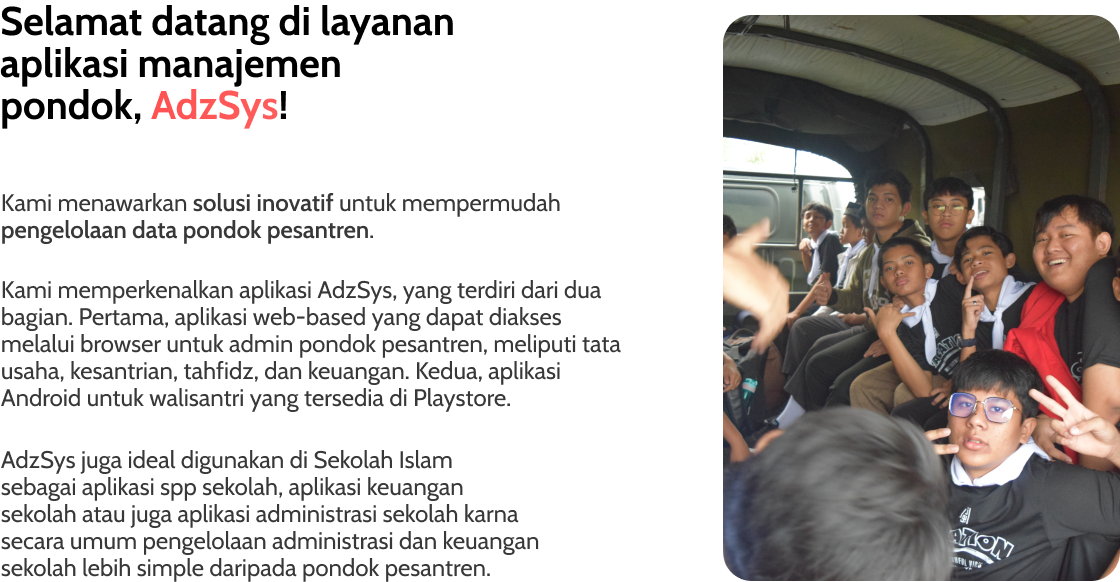 Selamat datang di layanan
aplikasi manajemen
pondok, AdzSys!
Kami menawarkan solusi inovatif untuk mempermudah
pengelolaan data pondok pesantren.
Kami memperkenalkan aplikasi AdzSys, yang terdiri dari dua
bagian. Pertama, aplikasi web-based yang dapat diakses
melalui browser untuk admin pondok pesantren, meliputi tata
usaha, kesantrian, tahfidz, dan keuangan. Kedua, aplikasi
Android untuk walisantri yang tersedia di Playstore.
AdzSys juga ideal digunakan di Sekolah Islam
sebagai aplikasi spp sekolah, aplikasi keuangan
sekolah atau juga aplikasi administrasi sekolah karna
secara umum pengelolaan administrasi dan keuangan
sekolah lebih simple daripada pondok pesantren.